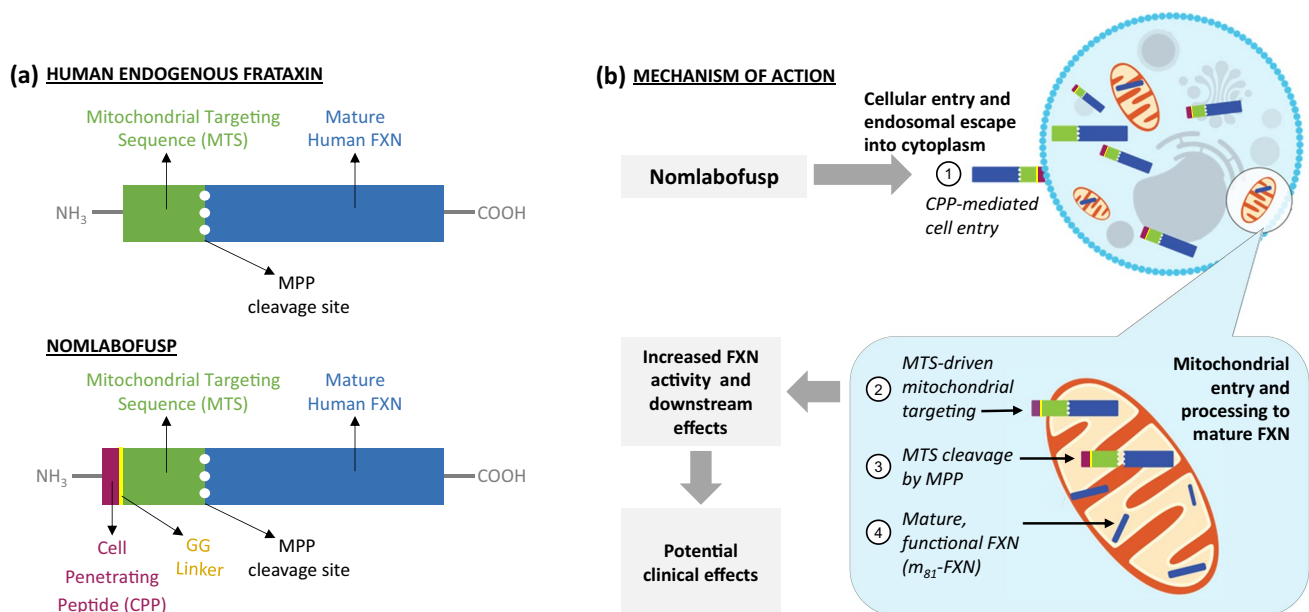 (a) HUMAN ENDOGENOUS FRATAXIN
Mitochondrial Targeting
Sequence (MTS)
Mature
Human FXN
NH3
COOH
MPP
cleavage site
NOMLABOFUSP
Mitochondrial Targeting
Sequence (MTS)
Mature
Human FXN
NH3
COOH
Cell
Penetrating
Peptide (CPP)
GG
Linker
MPP
cleavage site
(b) MECHANISM OF ACTION
Nomlabofusp
Cellular entry and
endosomal escape
into cytoplasm
1
CPP-mediated
cell entry
2
MTS-driven
mitochondrial
targeting
Mitochondrial
entry and
processing to
mature FXN
3
MTS cleavage
by MPP
4
Mature,
functional FXN
(m81-FXN)
Increased FXN
activity and
downstream
effects
Potential
clinical effects